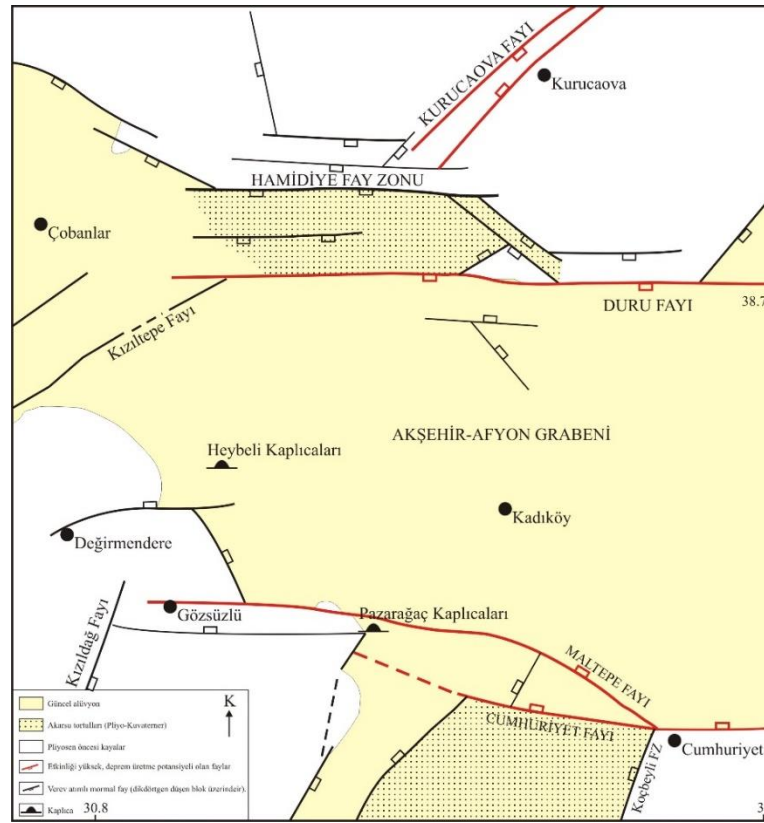 KURUCAOVA FAYI
Kurucaova
HAMİDİYE FAY ZONU
Çobanlar
DURU FAYI
38.7
Kızıltepe Fayı
AKŞEHİR-AFYON GRABENİ
Heybeli Kaplıcaları
Kadıköy
Değirmendere
Gözsüzlü
Pazarağaç Kaplıcaları
Kızıldağ Fayı
MALTEPE FAYI
CUMHURİYET FAYI
Cumhuriyet
Koçbeyli FZ
K
Güncel alüvyon
Akarsu tortulları (Pliyo-Kuvaterner)
Pliyosen öncesi kayalar
Etkinliği yüksek, deprem üretme potansiyeli olan faylar
Verev atımlı normal fay (dikdörtgen düşen blok üzerindeir).
Kaplıca
30.8
3